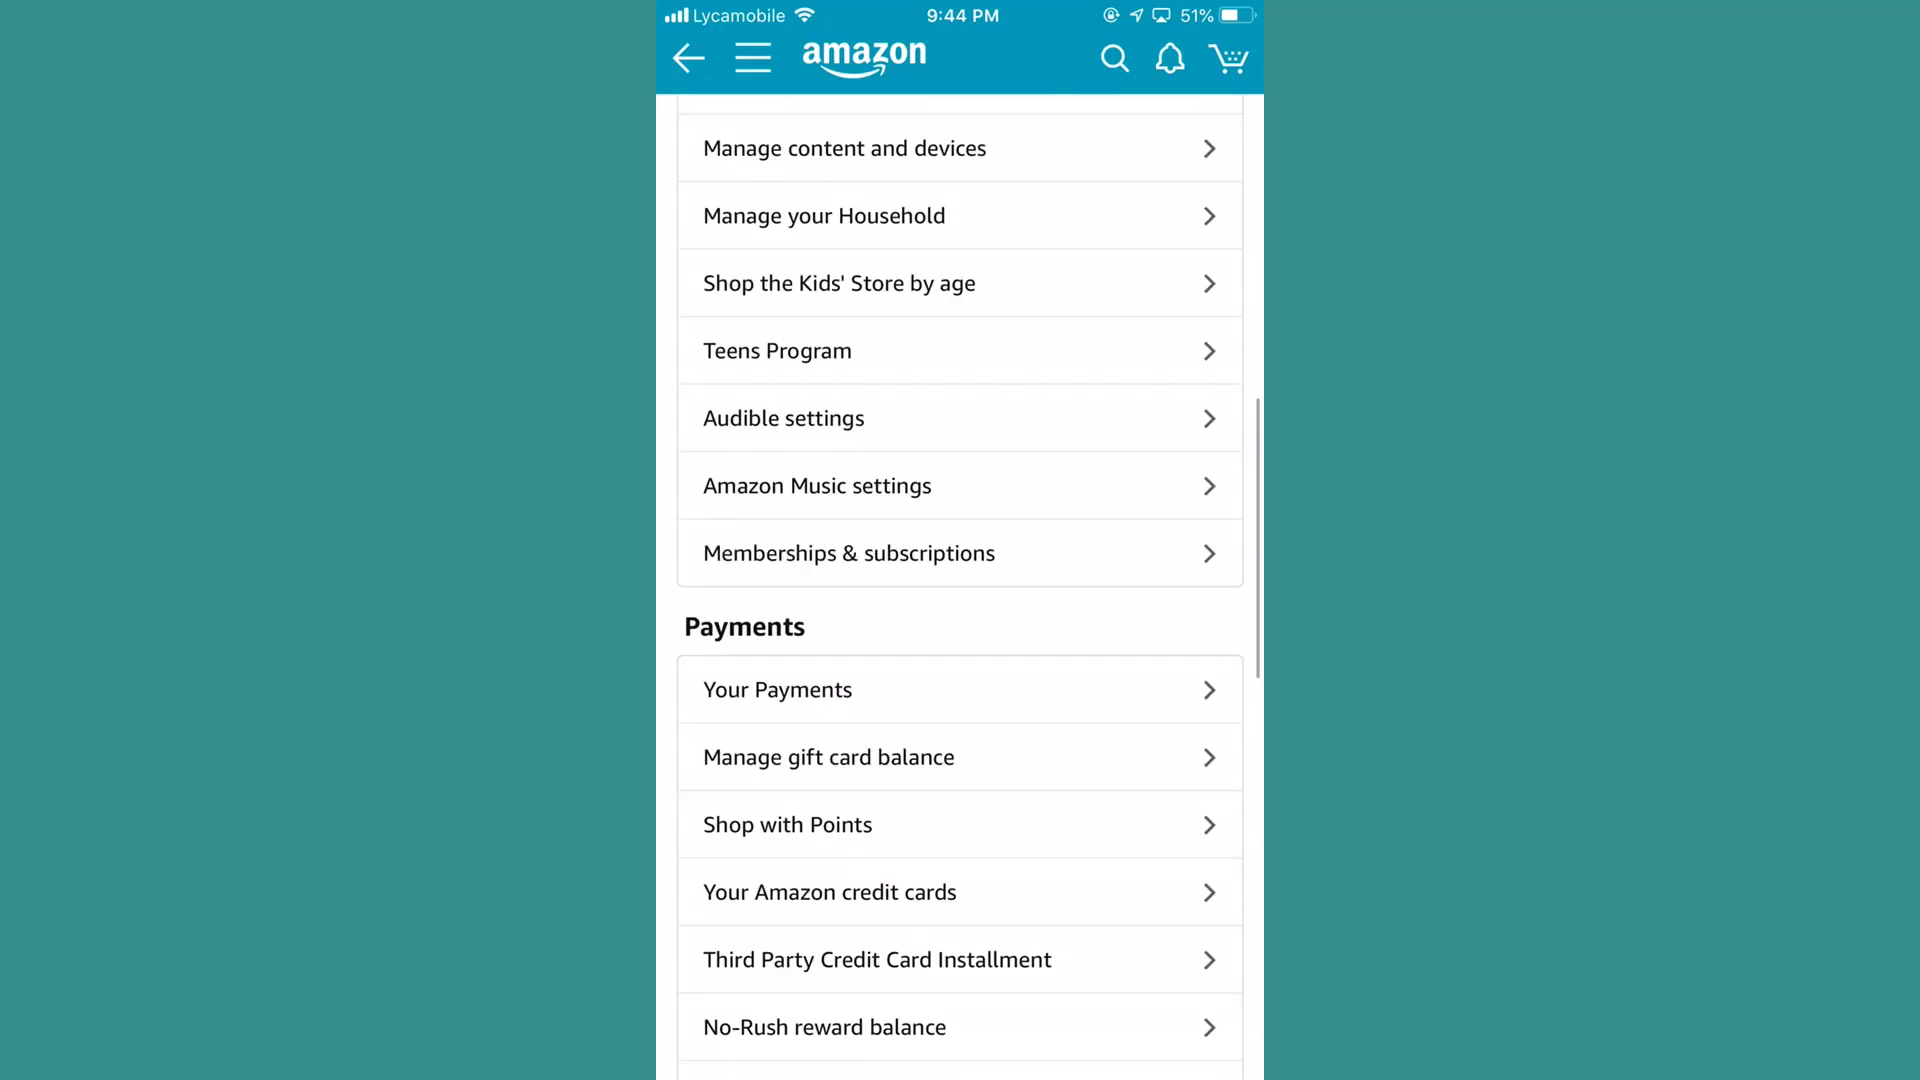 Lycamobile
9:44 PM
51%
amazon
Manage content and devices
Manage your Household
Shop the Kids' Store by age
Teens Program
Audible settings
Amazon Music settings
Memberships & subscriptions
Payments
Your Payments
Manage gift card balance
Shop with Points
Your Amazon credit cards
Third Party Credit Card Installment
No-Rush reward balance